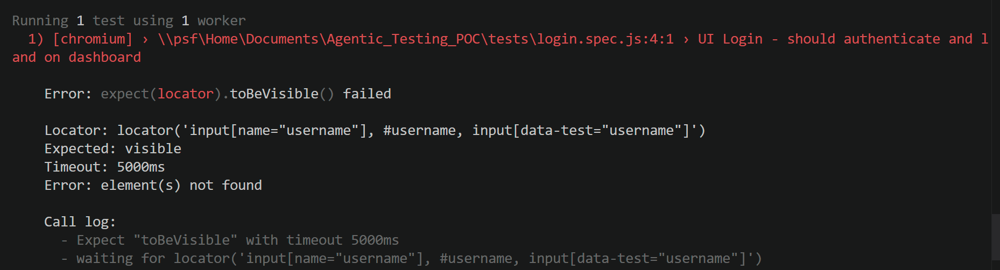 Running 1 test using 1 worker
1) [chromium] › \\psf\Home\Documents\Agentic_Testing_POC\tests\login.spec.js:4:1 › UI Login - should authenticate and l
and on dashboard
Error: expect(locator).toBeVisible() failed
Locator: locator('input[name="username"], #username, input[data-test="username"]')
Expected: visible
Timeout: 5000ms
Error: element(s) not found
Call log:
- Expect "toBeVisible" with timeout 5000ms
- waiting for locator('input[name="username"], #username, input[data-test="username"]')